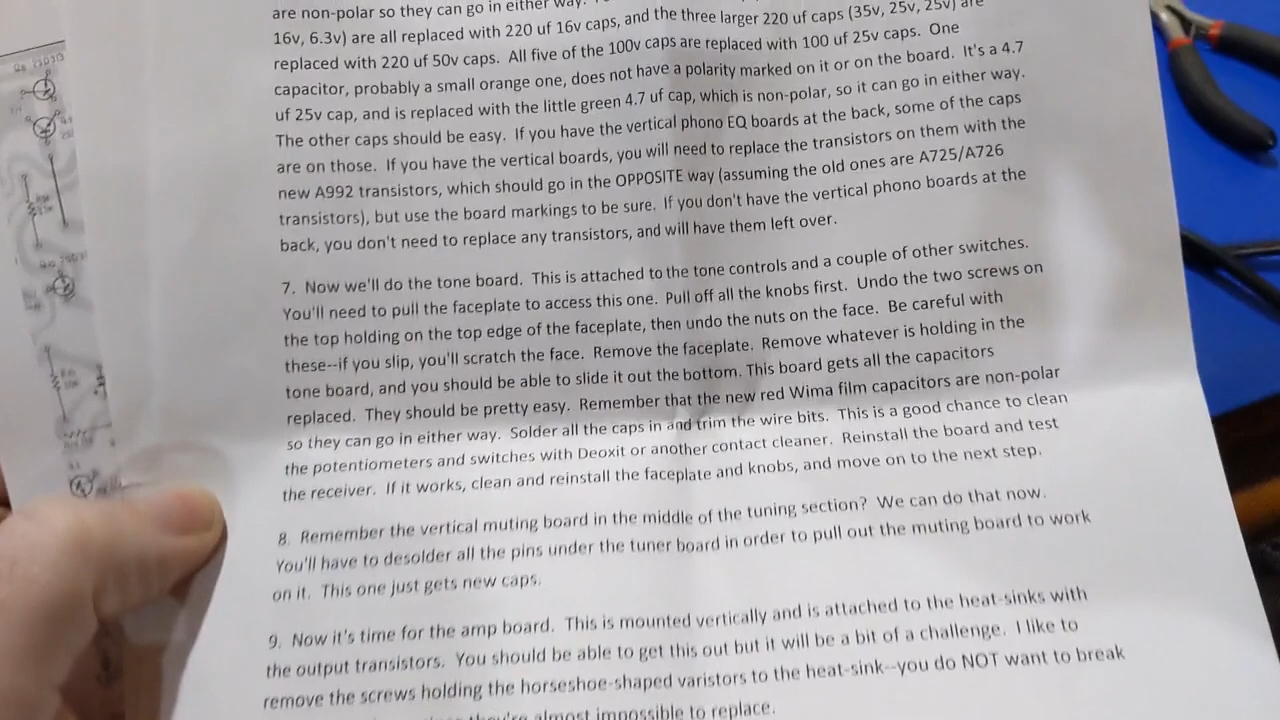 are non-polar so they can go in either way.
16v, 6.3v) are all replaced with 220 uf 16v caps, and the three larger 220 uf caps (35v, 25v, 25v) are
replaced with 220 uf 50v caps. All five of the 100v caps are replaced with 100 uf 25v caps. One
capacitor, probably a small orange one, does not have a polarity marked on it or on the board. It's a 4.7
uf 25v cap, and is replaced with the little green 4.7 uf cap, which is non-polar, so it can go in either way.
The other caps should be easy. If you have the vertical phono EQ boards at the back, some of the caps
are on those. If you have the vertical boards, you will need to replace the transistors on them with the
new A992 transistors, which should go in the OPPOSITE way (assuming the old ones are A725/A726
transistors), but use the board markings to be sure. If you don't have the vertical phono boards at the
back, you don't need to replace any transistors, and will have them left over.
7. Now we'll do the tone board. This is attached to the tone controls and a couple of other switches.
You'll need to pull the faceplate to access this one. Pull off all the knobs first. Undo the two screws on
the top holding on the top edge of the faceplate, then undo the nuts on the face. Be careful with
these--if you slip, you'll scratch the face. Remove the faceplate. Remove whatever is holding in the
tone board, and you should be able to slide it out the bottom. This board gets all the capacitors
replaced. They should be pretty easy. Remember that the new red Wima film capacitors are non-polar
so they can go in either way. Solder all the caps in and trim the wire bits. This is a good chance to clean
the potentiometers and switches with Deoxit or another contact cleaner. Reinstall the board and test
the receiver. If it works, clean and reinstall the faceplate and knobs, and move on to the next step.
8. Remember the vertical muting board in the middle of the tuning section? We can do that now.
You'll have to desolder all the pins under the tuner board in order to pull out the muting board to work
on it. This one just gets new caps.
9. Now it's time for the amp board. This is mounted vertically and is attached to the heat-sinks with
the output transistors. You should be able to get this out but it will be a bit of a challenge. I like to
remove the screws holding the horseshoe-shaped varistors to the heat-sink--you do NOT want to break
they're almost impossible to replace.